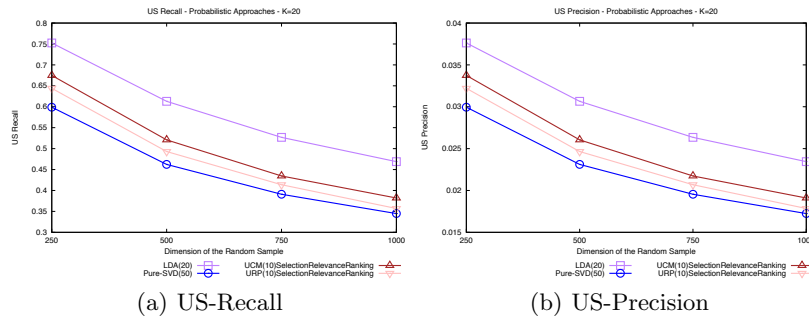 US Recall - Probabilistic Approaches - K=20
0.8
0.75
0.7
0.65
0.6
0.55
0.5
0.45
0.4
0.35
0.3
US Recall
250
500
750
1000
Dimension of the Random Sample
LDA(20)
Pure-SVD(50)
UCM(10)SelectionRelevanceRanking
URP(10)SelectionRelevanceRanking
(a) US-Recall
US Precision - Probabilistic Approaches - K=20
0.04
0.035
0.03
0.025
0.02
0.015
US Precision
250
500
750
1000
Dimension of the Random Sample
LDA(20)
Pure-SVD(50)
UCM(10)SelectionRelevanceRanking
URP(10)SelectionRelevanceRanking
(b) US-Precision